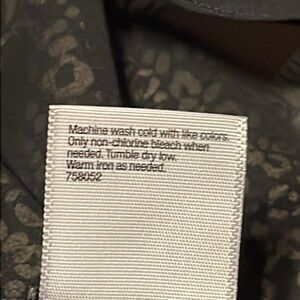 Machine wash cold with like colors.
Only non-chlorine bleach when
needed. Tumble dry low.
Warm iron as needed.
758052